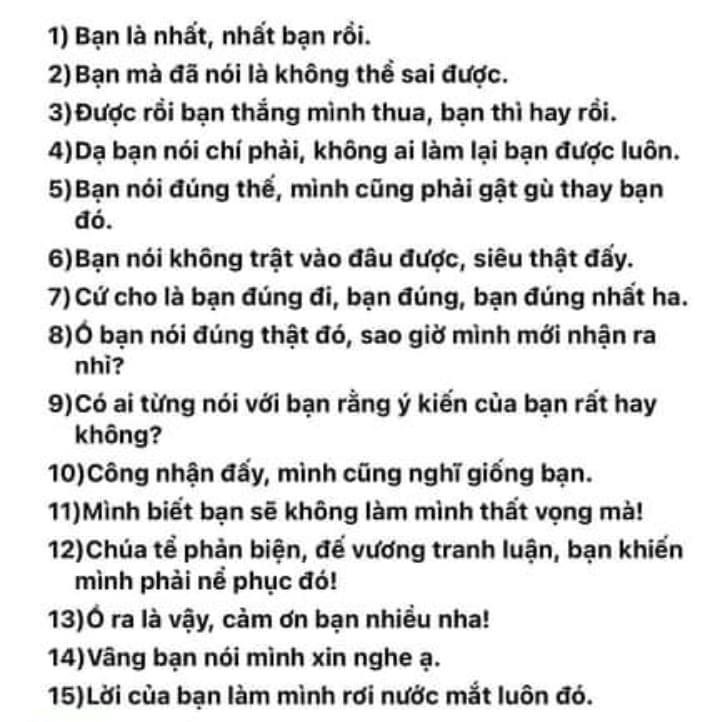 1) Bạn là nhất, nhất bạn rồi.
2)Bạn mà đã nói là không thể sai được.
3)Được rồi bạn thắng mình thua, bạn thì hay rồi.
4)Dạ bạn nói chí phải, không ai làm lại bạn được luôn.
5)Bạn nói đúng thế, mình cũng phải gật gù thay bạn
đó.
6)Bạn nói không trật vào đâu được, siêu thật đấy.
7)Cứ cho là bạn đúng đi, bạn đúng, bạn đúng nhất ha.
8)Ồ bạn nói đúng thật đó, sao giờ mình mới nhận ra
nhỉ?
9)Có ai từng nói với bạn rằng ý kiến của bạn rất hay
không?
10)Công nhận đấy, mình cũng nghĩ giống bạn.
11)Mình biết bạn sẽ không làm mình thất vọng mà!
12)Chúa tể phản biện, đế vương tranh luận, bạn khiến
mình phải nể phục đó!
13)Ồ ra là vậy, cảm ơn bạn nhiều nha!
14)Vâng bạn nói mình xin nghe ạ.
15)Lời của bạn làm mình rơi nước mắt luôn đó.